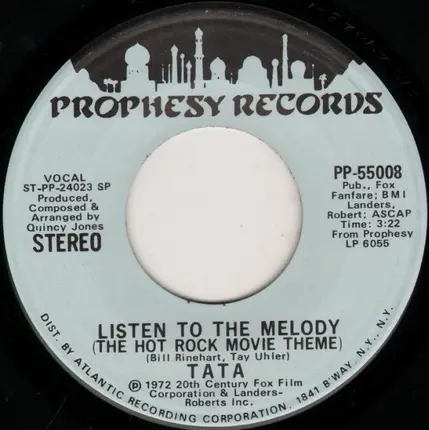 PROPHESY RECORDS
VOCAL
ST-PP-24023 SP
Produced,
Composed &
Arranged by
Quincy Jones
STEREO
PP-55008
Pub., Fox
Fanfare; BMI
Landers,
Robert; ASCAP
Time: 3:22
From Prophesy
LP 6055
LISTEN TO THE MELODY
(THE HOT ROCK MOVIE THEME)
(Bill Rinehart, Tay Uhler)
TATA
Ⓟ 1972 20th Century Fox Film
Corporation & Landers-
Roberts Inc.
DIST. BY ATLANTIC RECORDING CORPORATION, 1841 B'WAY, N.Y., N.Y.